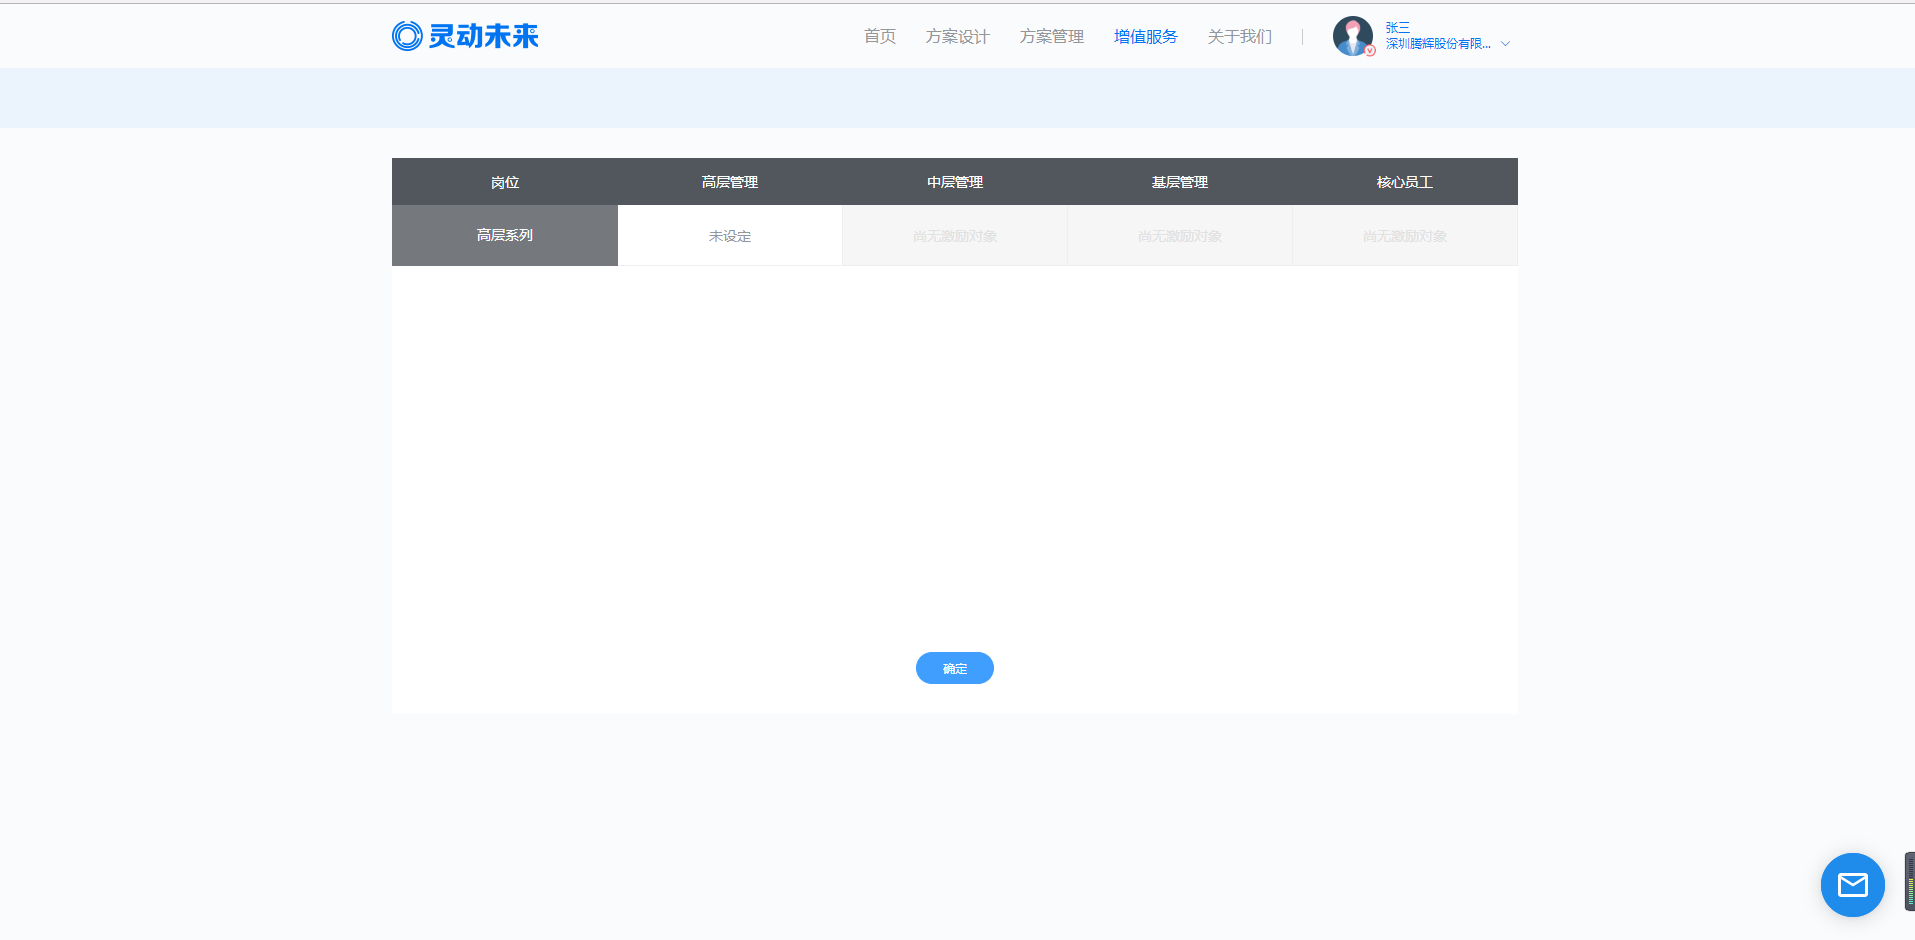 灵动未来
首页 方案设计 方案管理 增值服务 关于我们
张三
深圳腾辉股份有限...
岗位 高层管理 中层管理 基层管理 核心员工
高层系列 未设定 尚无激励对象 尚无激励对象 尚无激励对象
确定